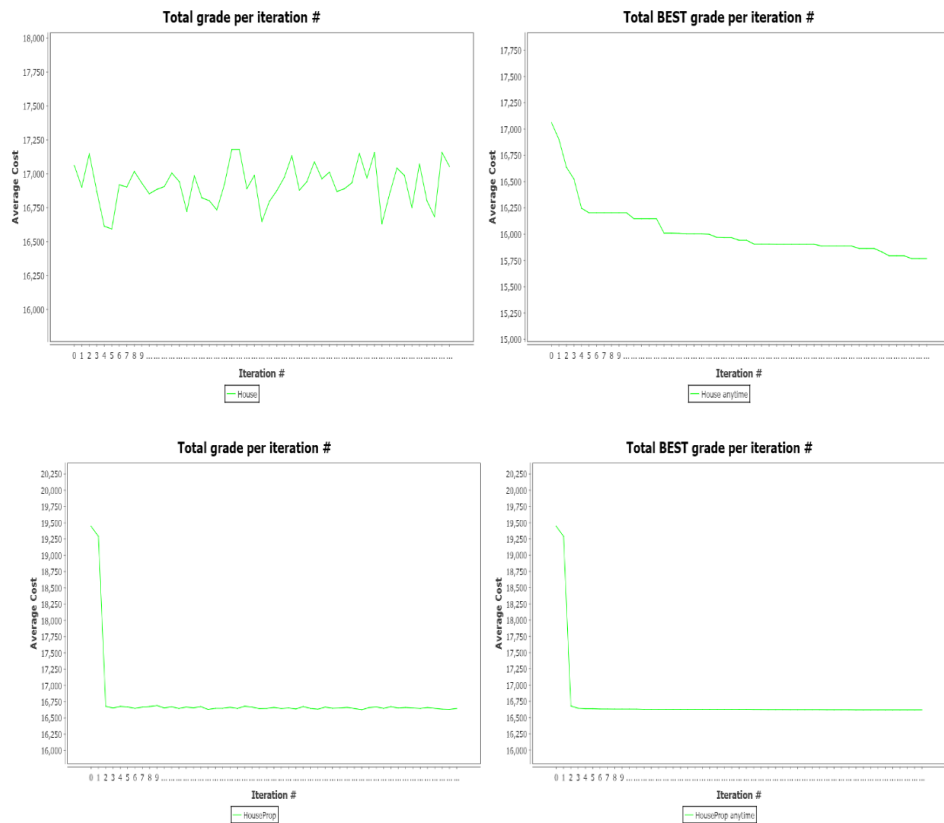 Total grade per iteration #
18,000
17,750
17,500
17,250
17,000
16,750
16,500
16,250
16,000
Average Cost
0 1 2 3 4 5 6 7 8 9
Iteration #
House
Total BEST grade per iteration #
17,750
17,500
17,250
17,000
16,750
16,500
16,250
16,000
15,750
15,500
15,250
15,000
Average Cost
0 1 2 3 4 5 6 7 8 9
Iteration #
House anytime
Total grade per iteration #
20,250
20,000
19,750
19,500
19,250
19,000
18,750
18,500
18,250
18,000
17,750
17,500
17,250
17,000
16,750
16,500
16,250
16,000
Average Cost
0 1 2 3 4 5 6 7 8 9
Iteration #
HouseProp
Total BEST grade per iteration #
20,250
20,000
19,750
19,500
19,250
19,000
18,750
18,500
18,250
18,000
17,750
17,500
17,250
17,000
16,750
16,500
16,250
16,000
Average Cost
0 1 2 3 4 5 6 7 8 9
Iteration #
HouseProp anytime